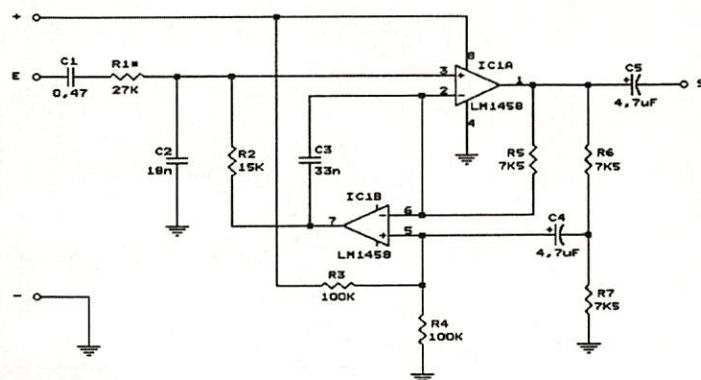 +
8
IC1A
E
C1
0,47
R1*
27K
3
+
2
-
1
LM1458
4
C5
+
4,7uF
S
C2
18n
R2
15K
C3
33n
R5
7K5
R6
7K5
IC1B
7
-
6
+
5
LM1458
C4
+
4,7uF
R3
100K
R7
7K5
-
R4
100K